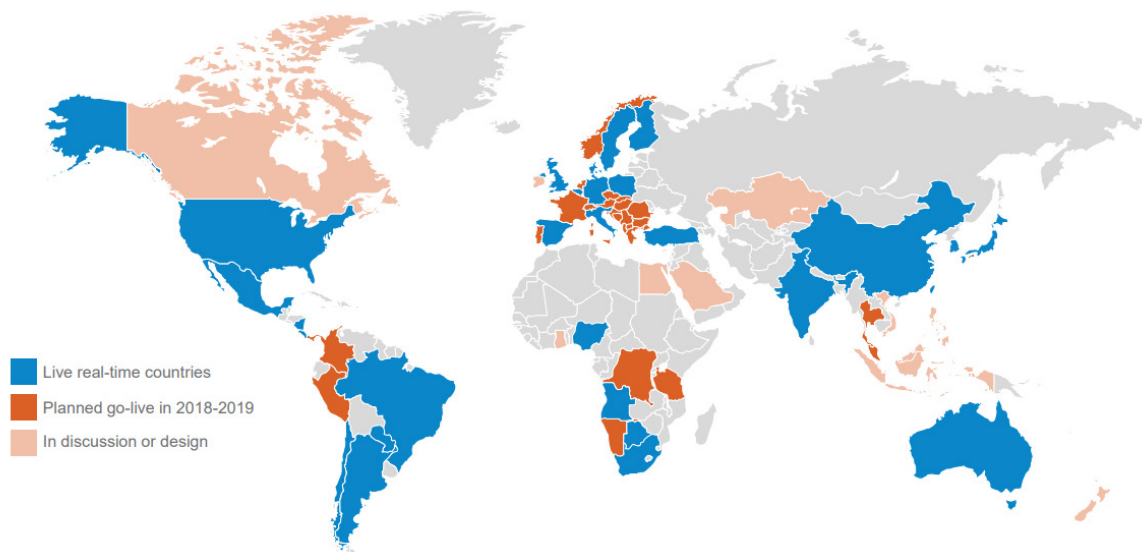 Live real-time countries
Planned go-live in 2018-2019
In discussion or design